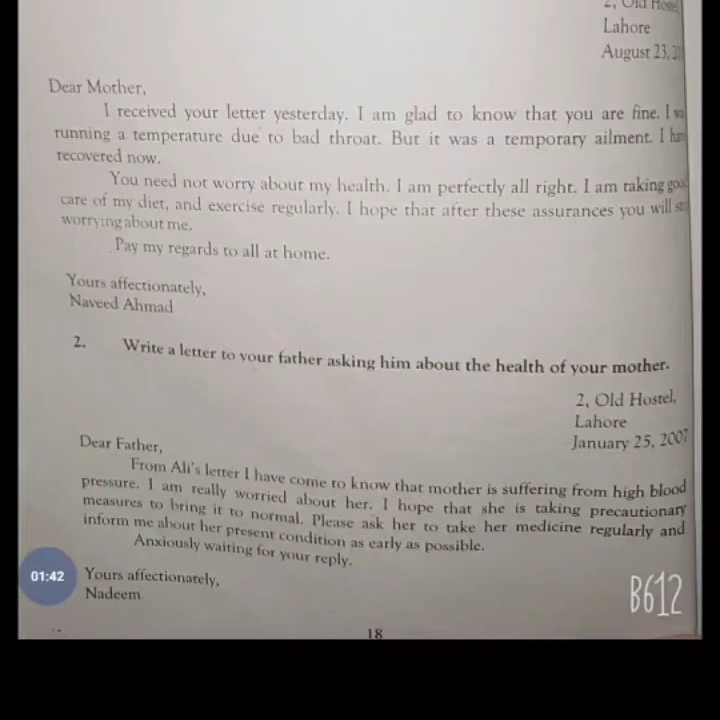 2, Old Hostel
Lahore
August 23,
Dear Mother,
I received your letter yesterday. I am glad to know that you are fine. I
running a temperature due to bad throat. But it was a temporary ailment. I
recovered now.
You need not worry about my health. I am perfectly all right. I am taking
care of my diet, and exercise regularly. I hope that after these assurances you will
worrying about me.
Pay my regards to all at home.
Yours affectionately,
Naveed Ahmad
2. Write a letter to your father asking him about the health of your mother.
2, Old Hostel,
Lahore
January 25, 2007
Dear Father,
From Ali's letter I have come to know that mother is suffering from high blood
pressure. I am really worried about her. I hope that she is taking precautionary
measures to bring it to normal. Please ask her to take her medicine regularly and
inform me about her present condition as early as possible.
Anxiously waiting for your reply.
Yours affectionately,
Nadeem
01:42
B612
18